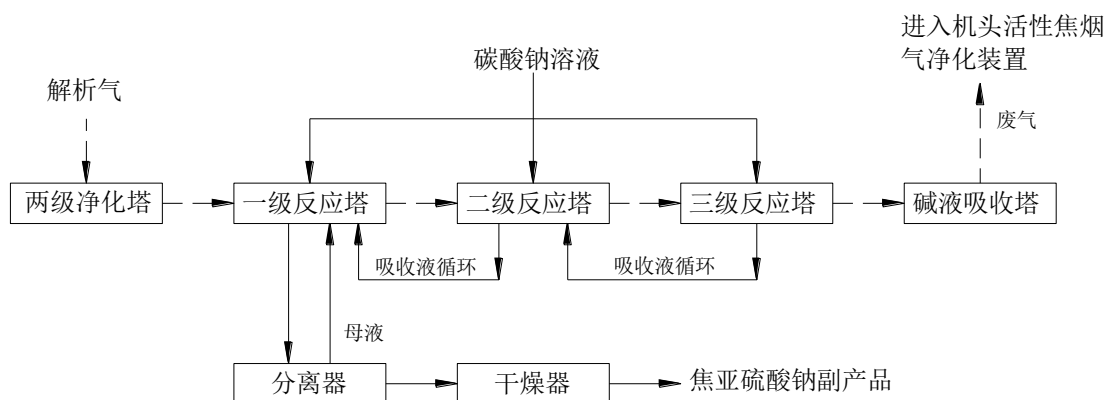 进入机头活性焦烟
气净化装置
碳酸钠溶液
解析气
废气
两级净化塔
一级反应塔
二级反应塔
三级反应塔
碱液吸收塔
吸收液循环
吸收液循环
母液
分离器
干燥器
焦亚硫酸钠副产品